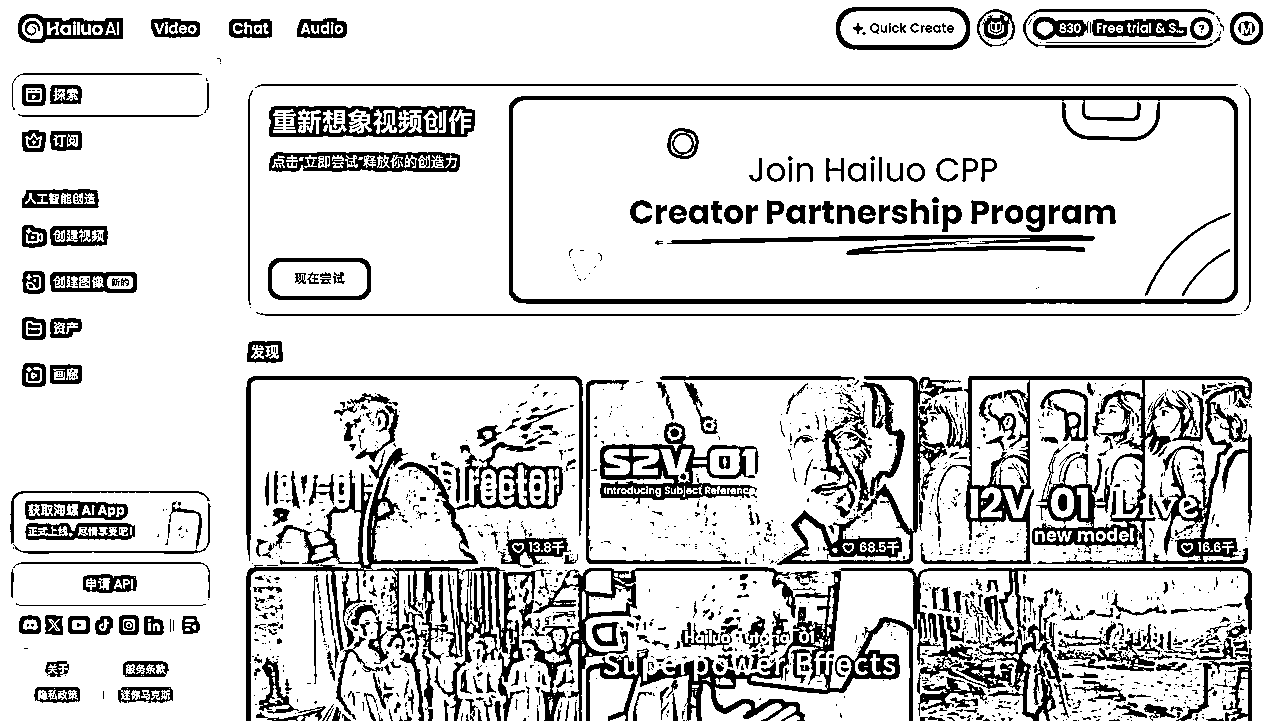 Hailuo AI
Video
Chat
Audio
Quick Create
830
Free trial & S...
?
M
探索
订阅
人工智能创造
创建视频
创建图像 新的
资产
画廊
获取海螺 AI App
正式上线，尽情享受吧！
申请 API
关于
服务条款
隐私政策
迷你马克斯
重新想象视频创作
点击“立即尝试”释放你的创造力
现在尝试
Join Hailuo CPP
Creator Partnership Program
发现
I2V-01- Director
13.8千
S2V-01
Introducing Subject Reference
68.5千
I2V-01-Live
new model
16.6千
Hailuo Tutorial 01
Superpower Effects